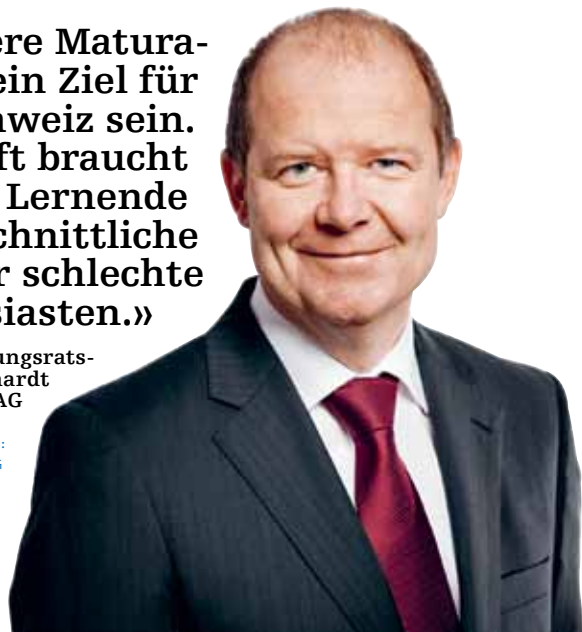 ere Matura-
ein Ziel für
weiz sein.
ft braucht
Lernende
chnittliche
r schlechte
siasten.»
ungsrats-
hardt
AG
:
G